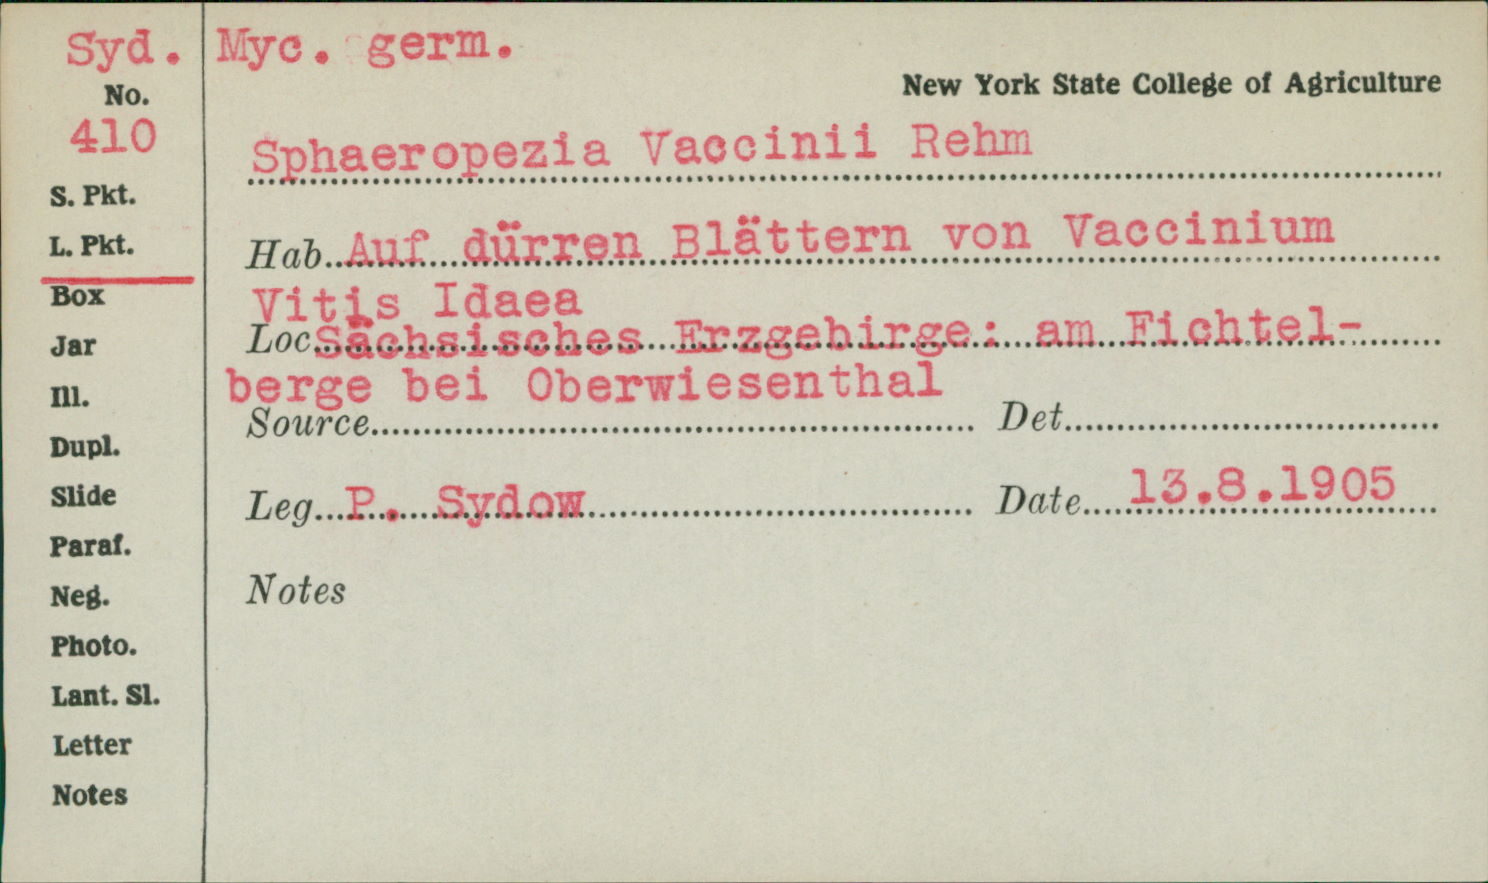 Syd. Myc. germ.
New York State College of Agriculture
No.
410
Sphaeropezia Vaccinii Rehm
S. Pkt.
L. Pkt.
Hab. Auf dürren Blättern von Vaccinium
Vitis Idaea
Box
Loc. Sächsisches Erzgebirge: am Fichtel-
Jar
berge bei Oberwiesenthal
Ill.
Source
Det.
Dupl.
Slide
Leg. P. Sydow
Date 13.8.1905
Paraf.
Neg.
Notes
Photo.
Lant. Sl.
Letter
Notes